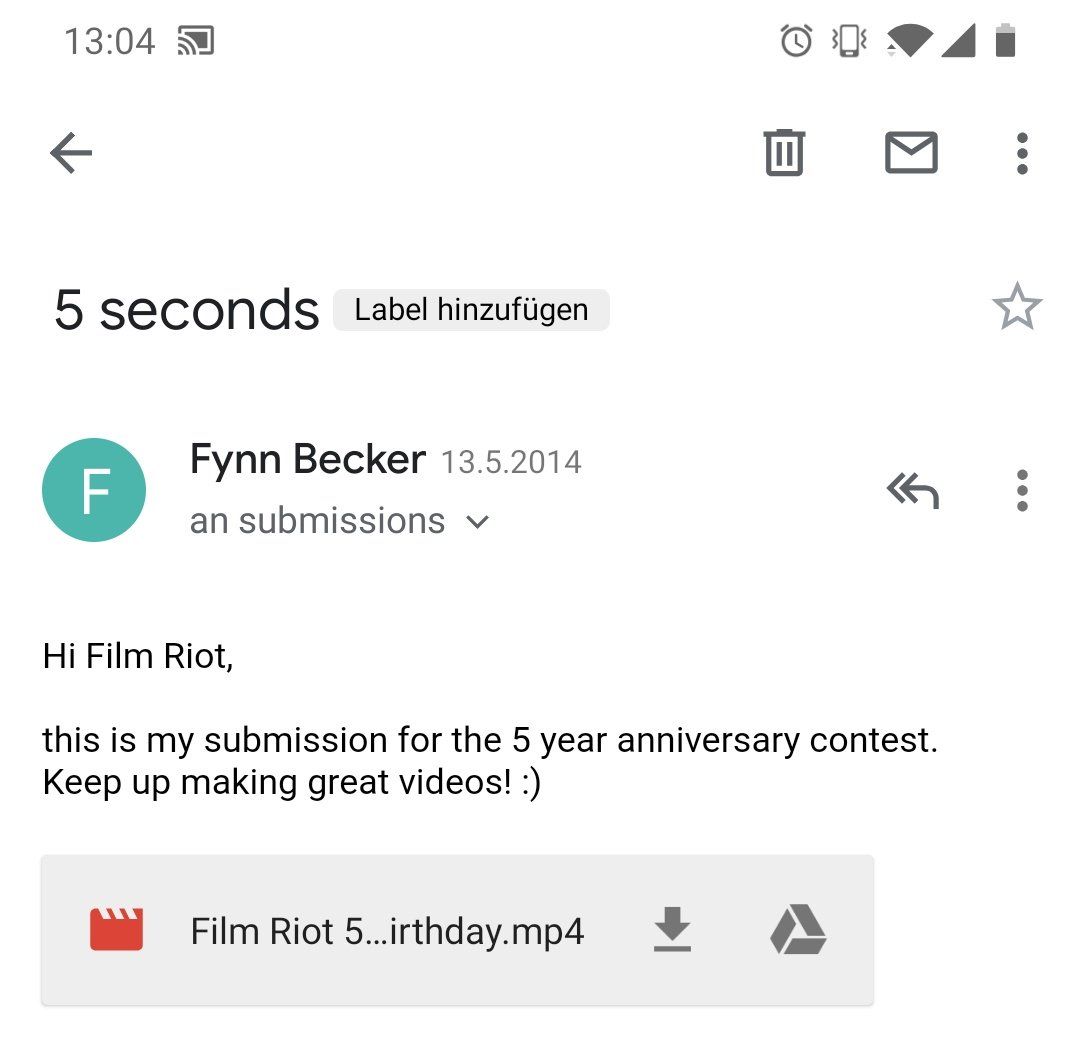 13:04
5 seconds Label hinzufügen
F
Fynn Becker 13.5.2014
an submissions
Hi Film Riot,
this is my submission for the 5 year anniversary contest.
Keep up making great videos! :)
Film Riot 5...irthday.mp4